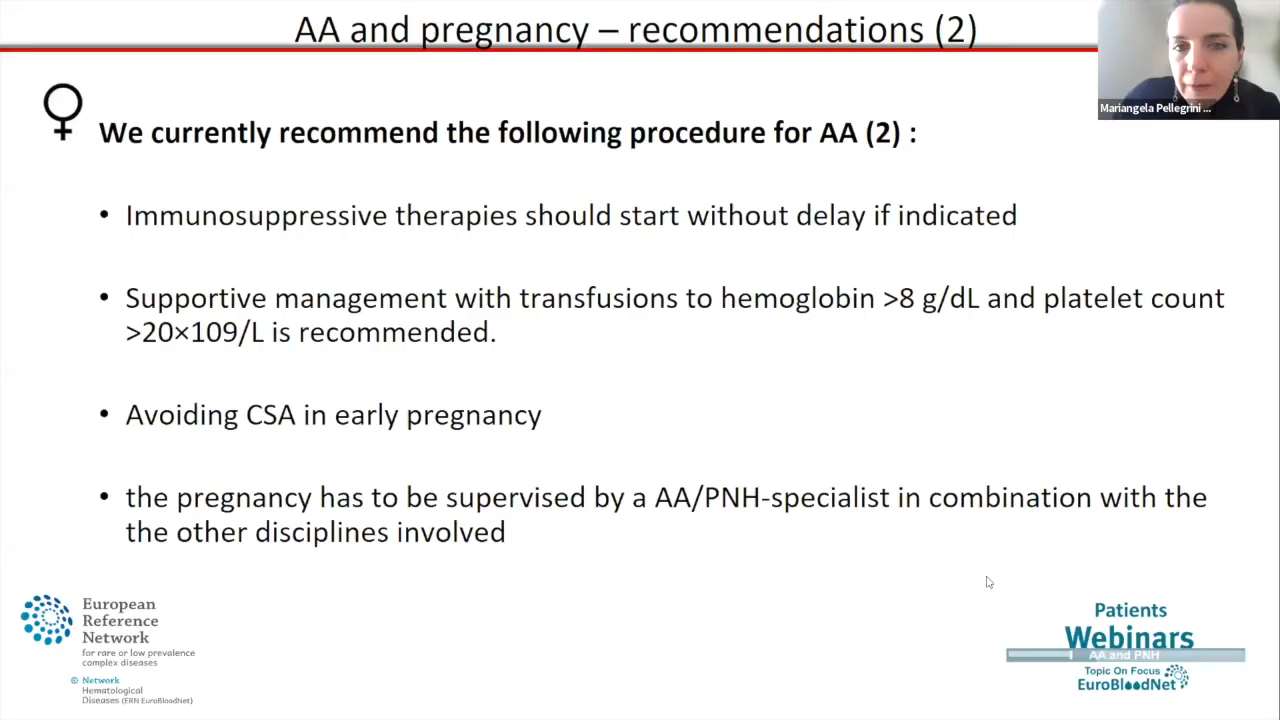 AA and pregnancy – recommendations (2)
Mariangela Pellegrini ...
We currently recommend the following procedure for AA (2) :
• Immunosuppressive therapies should start without delay if indicated
• Supportive management with transfusions to hemoglobin >8 g/dL and platelet count
>20×109/L is recommended.
• Avoiding CSA in early pregnancy
• the pregnancy has to be supervised by a AA/PNH-specialist in combination with the
the other disciplines involved
European
Reference
Network
for rare or low prevalence
complex diseases
Network
Hematological
Diseases (ERN EuroBloodNet)
Patients
Webinars
AA and PNH
Topic On Focus
EuroBloodNet